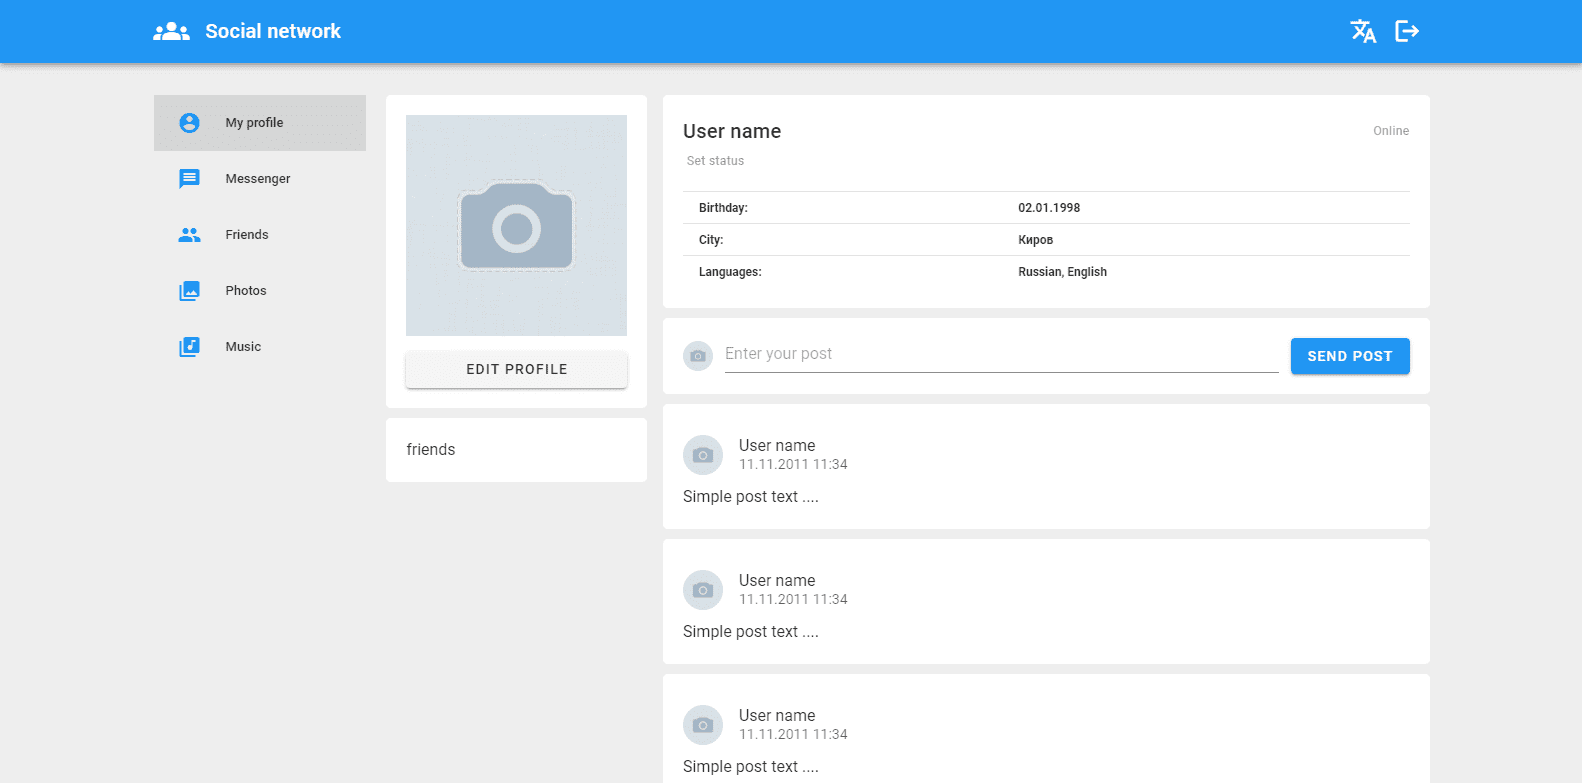 Social network
My profile
Messenger
Friends
Photos
Music
EDIT PROFILE
friends
User name
Online
Set status
Birthday: 02.01.1998
City: Киров
Languages: Russian, English
Enter your post
SEND POST
User name
11.11.2011 11:34
Simple post text ....
User name
11.11.2011 11:34
Simple post text ....
User name
11.11.2011 11:34
Simple post text ....